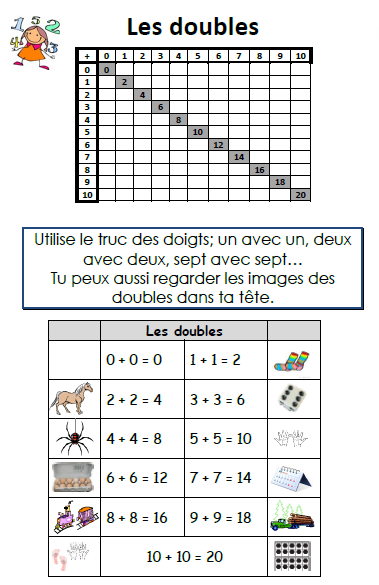 Les doubles
+ 0 1 2 3 4 5 6 7 8 9 10
0 0
1 2
2 4
3 6
4 8
5 10
6 12
7 14
8 16
9 18
10 20
Utilise le truc des doigts; un avec un, deux
avec deux, sept avec sept…
Tu peux aussi regarder les images des
doubles dans ta tête.
Les doubles
0 + 0 = 0 1 + 1 = 2
2 + 2 = 4 3 + 3 = 6
4 + 4 = 8 5 + 5 = 10
6 + 6 = 12 7 + 7 = 14
8 + 8 = 16 9 + 9 = 18
10 + 10 = 20